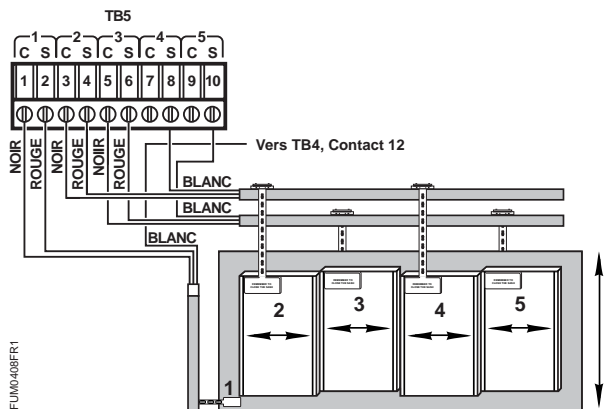 TB5
1 2 3 4 5
C S C S C S C S C S
1 2 3 4 5 6 7 8 9 10
NOIR
ROUGE
NOIR
ROUGE
NOIIR
ROUGE
Vers TB4, Contact 12
BLANC
BLANC
BLANC
2 3 4 5
1
FUM0408FR1